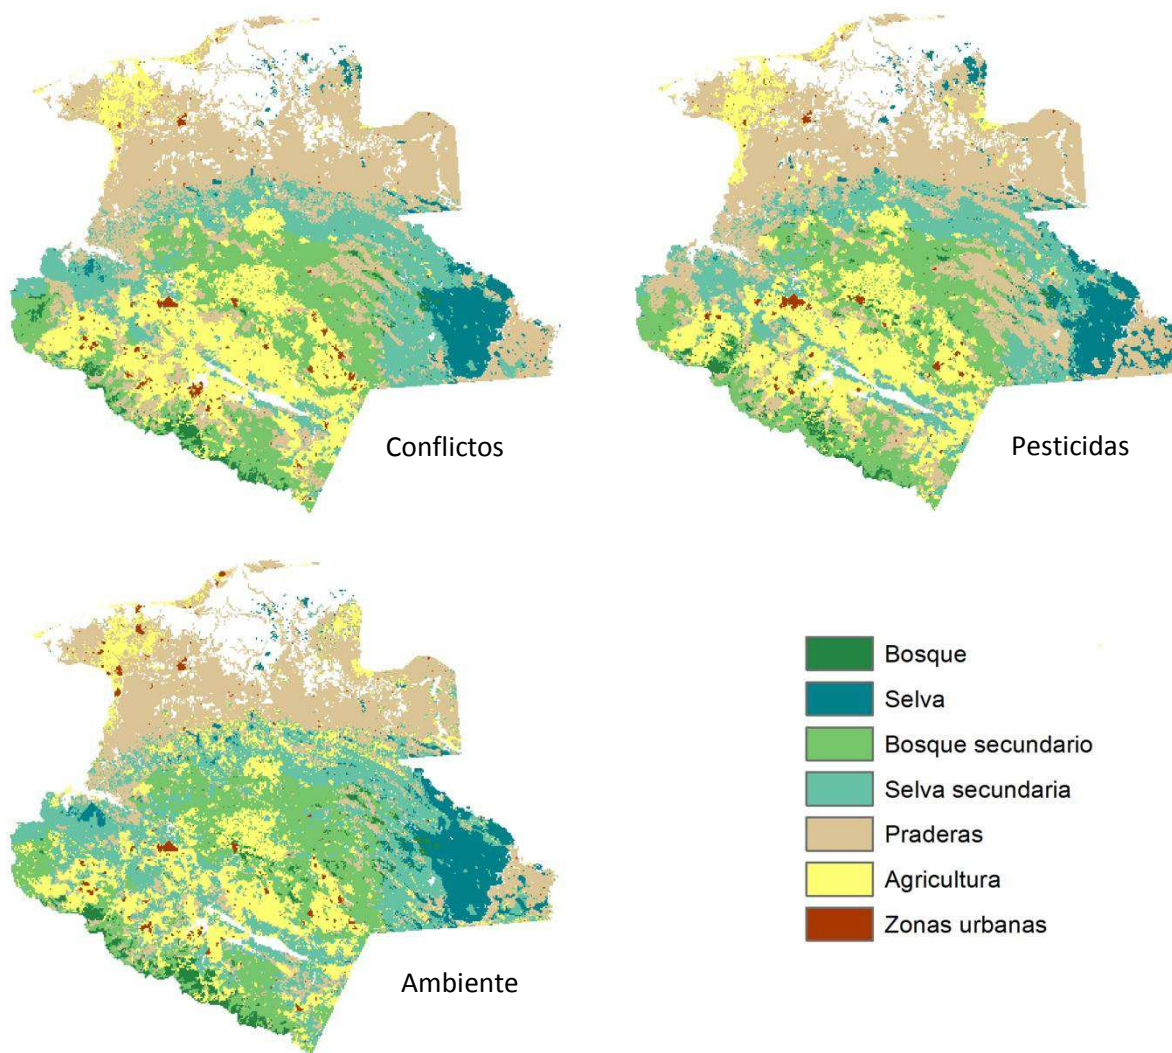 Conflictos
Pesticidas
Ambiente
Bosque
Selva
Bosque secundario
Selva secundaria
Praderas
Agricultura
Zonas urbanas